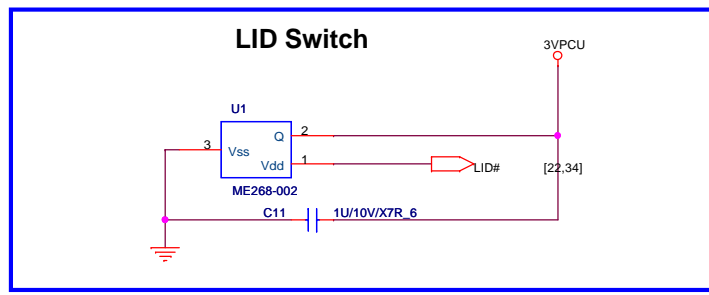 LID Switch
3VPCU
U1
Q 2
3 Vss
Vdd 1
LID# [22,34]
ME268-002
C11 1U/10V/X7R_6